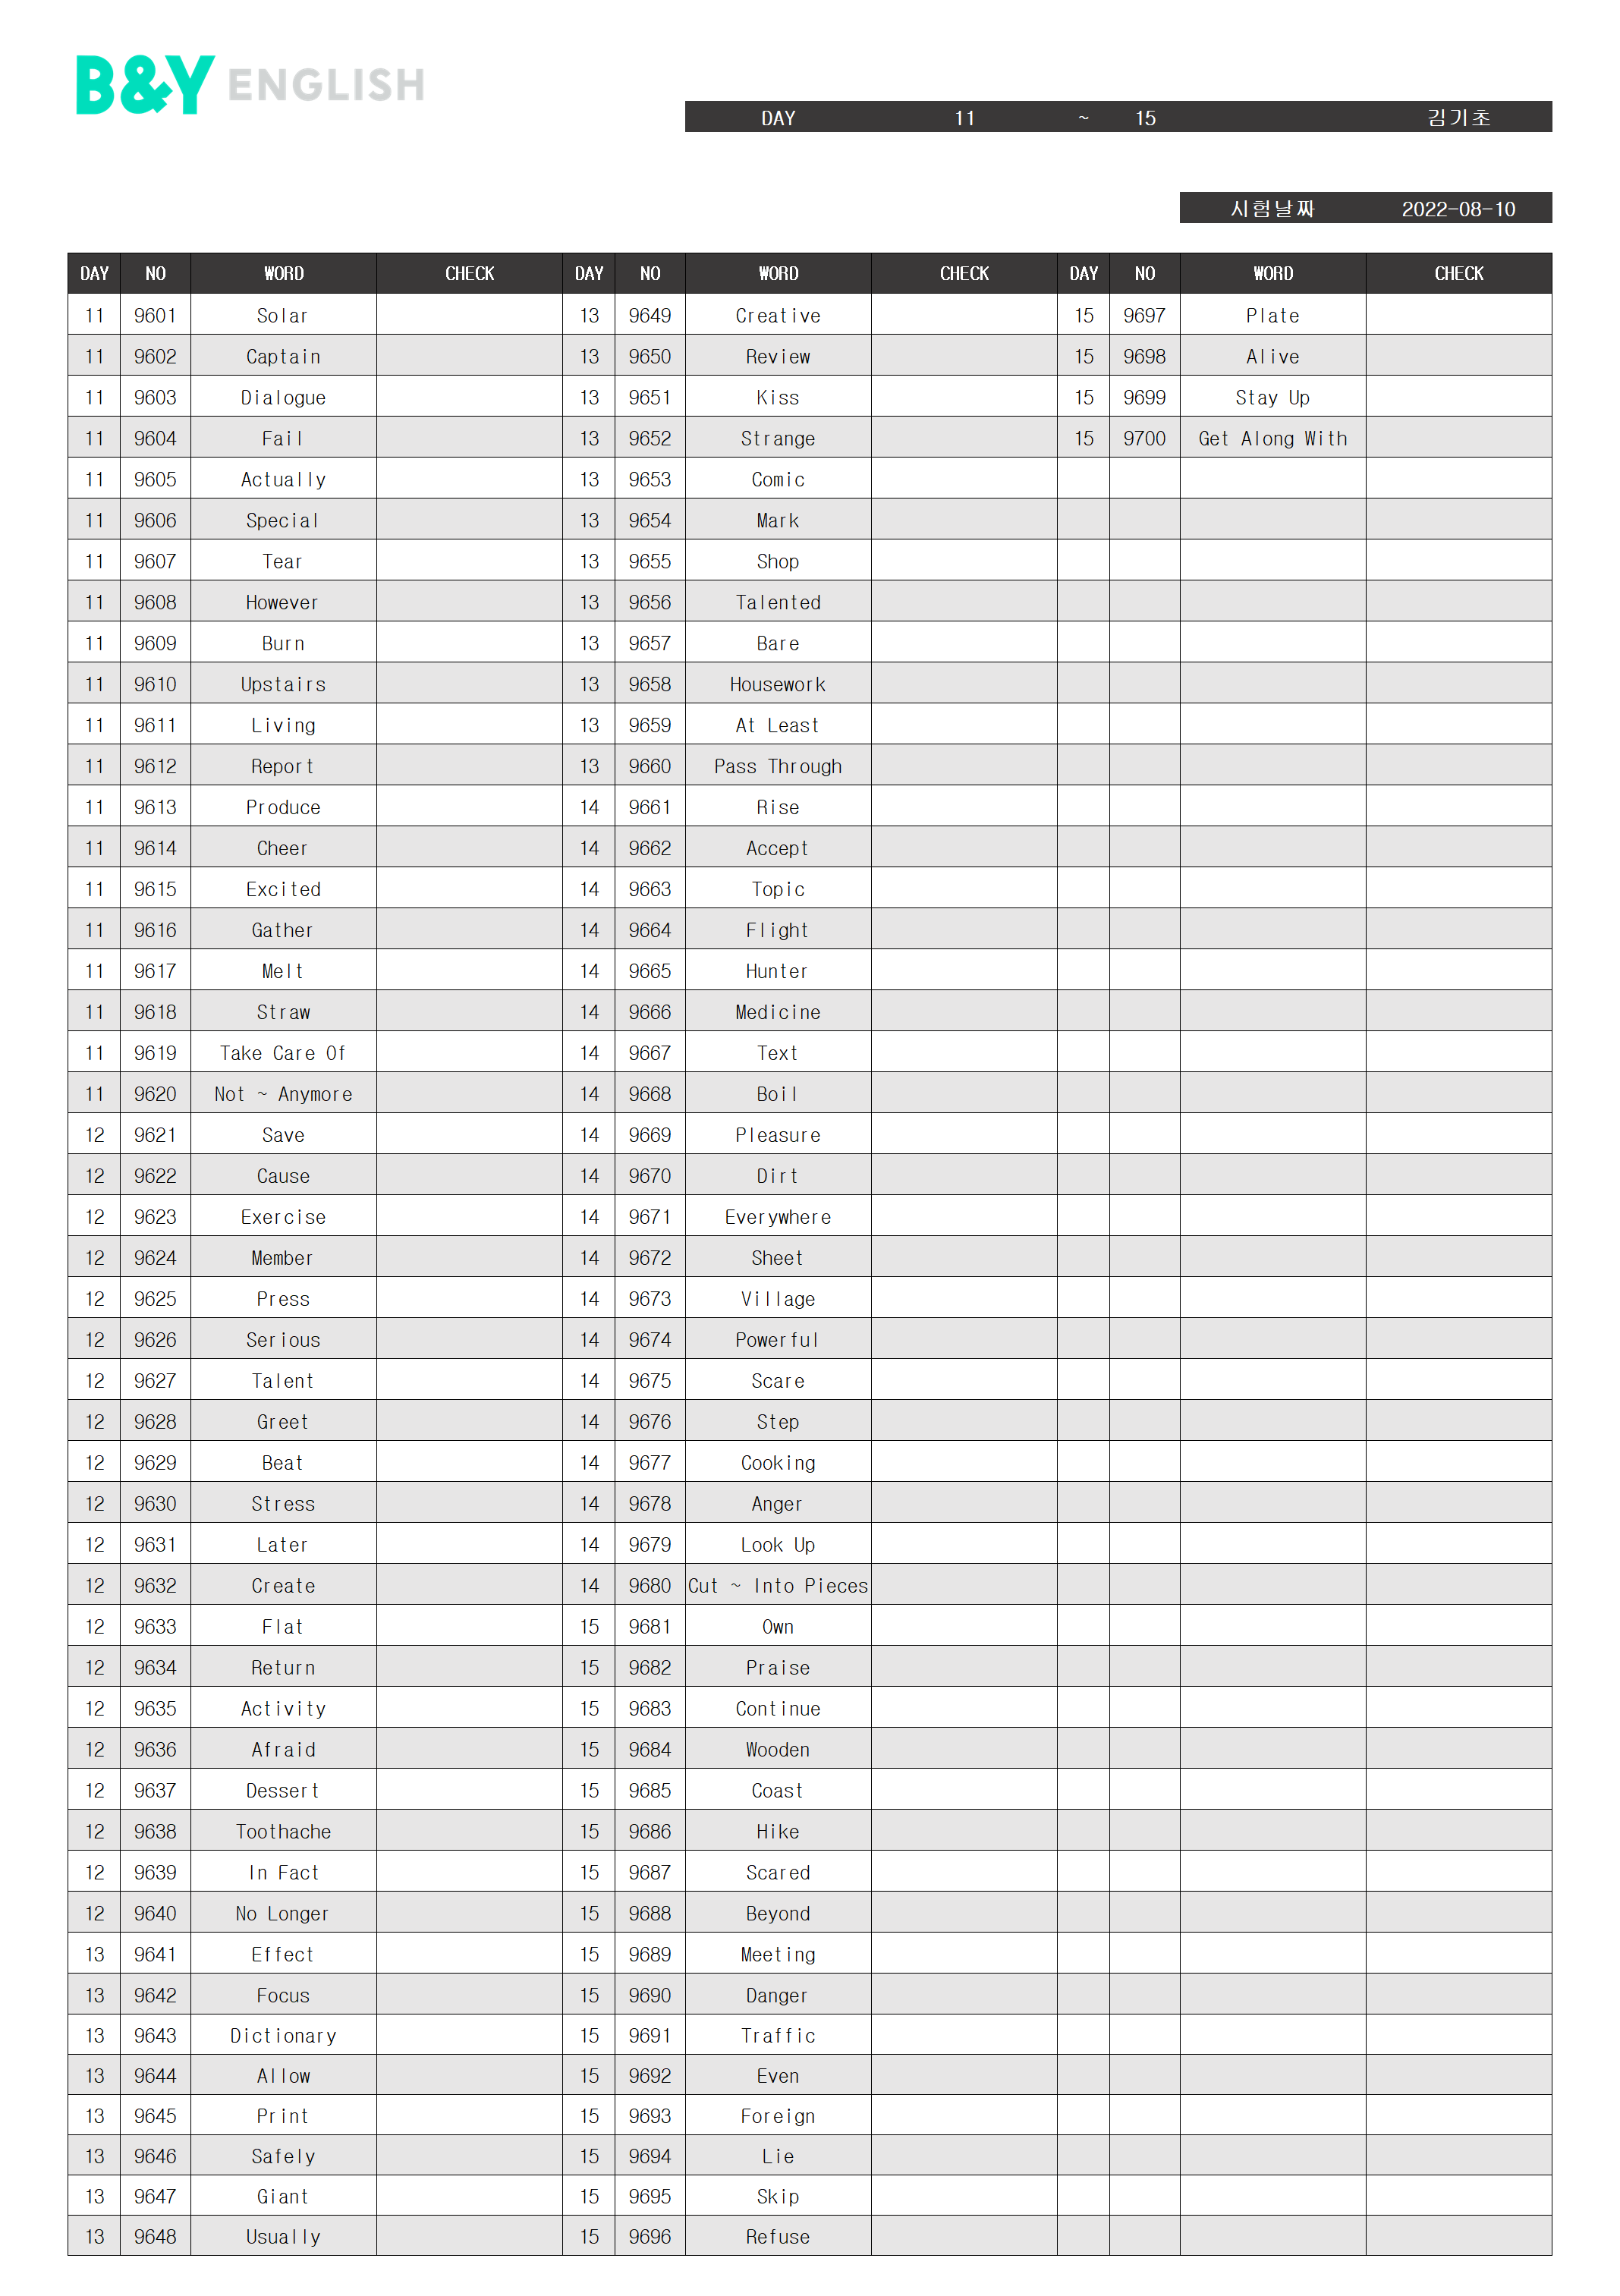 B&Y ENGLISH
DAY 11 ~ 15 김기초
시험날짜 2022-08-10
DAY NO WORD CHECK DAY NO WORD CHECK DAY NO WORD CHECK
11 9601 Solar 13 9649 Creative 15 9697 Plate
11 9602 Captain 13 9650 Review 15 9698 Alive
11 9603 Dialogue 13 9651 Kiss 15 9699 Stay Up
11 9604 Fail 13 9652 Strange 15 9700 Get Along With
11 9605 Actually 13 9653 Comic
11 9606 Special 13 9654 Mark
11 9607 Tear 13 9655 Shop
11 9608 However 13 9656 Talented
11 9609 Burn 13 9657 Bare
11 9610 Upstairs 13 9658 Housework
11 9611 Living 13 9659 At Least
11 9612 Report 13 9660 Pass Through
11 9613 Produce 14 9661 Rise
11 9614 Cheer 14 9662 Accept
11 9615 Excited 14 9663 Topic
11 9616 Gather 14 9664 Flight
11 9617 Melt 14 9665 Hunter
11 9618 Straw 14 9666 Medicine
11 9619 Take Care Of 14 9667 Text
11 9620 Not ~ Anymore 14 9668 Boil
12 9621 Save 14 9669 Pleasure
12 9622 Cause 14 9670 Dirt
12 9623 Exercise 14 9671 Everywhere
12 9624 Member 14 9672 Sheet
12 9625 Press 14 9673 Village
12 9626 Serious 14 9674 Powerful
12 9627 Talent 14 9675 Scare
12 9628 Greet 14 9676 Step
12 9629 Beat 14 9677 Cooking
12 9630 Stress 14 9678 Anger
12 9631 Later 14 9679 Look Up
12 9632 Create 14 9680 Cut ~ Into Pieces
12 9633 Flat 15 9681 Own
12 9634 Return 15 9682 Praise
12 9635 Activity 15 9683 Continue
12 9636 Afraid 15 9684 Wooden
12 9637 Dessert 15 9685 Coast
12 9638 Toothache 15 9686 Hike
12 9639 In Fact 15 9687 Scared
12 9640 No Longer 15 9688 Beyond
13 9641 Effect 15 9689 Meeting
13 9642 Focus 15 9690 Danger
13 9643 Dictionary 15 9691 Traffic
13 9644 Allow 15 9692 Even
13 9645 Print 15 9693 Foreign
13 9646 Safely 15 9694 Lie
13 9647 Giant 15 9695 Skip
13 9648 Usually 15 9696 Refuse